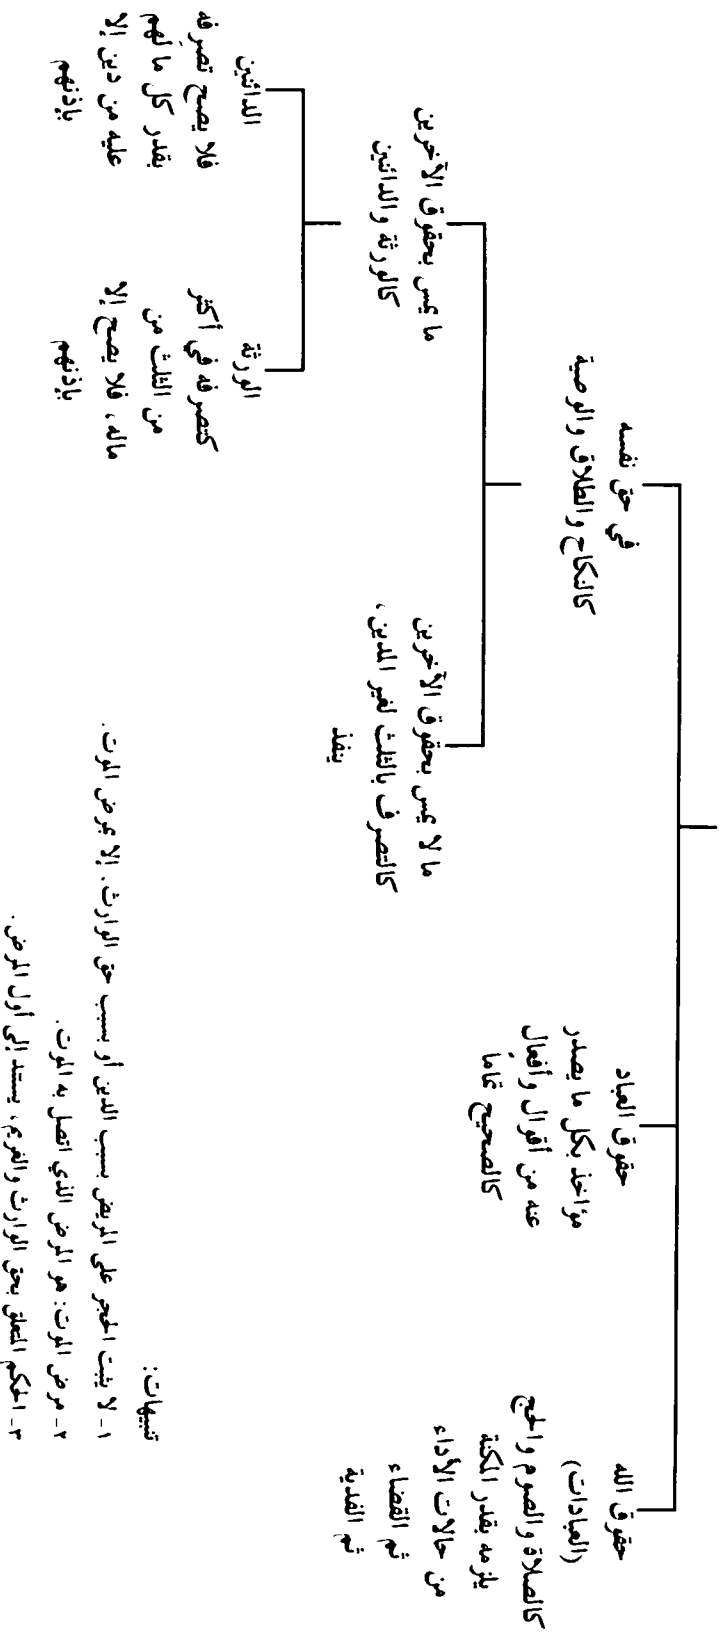 حقوق الله
(العبادات)
كالصلاة والصوم والحج
يلزمه بقدر المكنة
من حالات الأداء
ثم القضاء
ثم الفدية
حقوق العباد
مؤاخذ بكل ما يصدر
عنه من أقوال وأفعال
كالصحيح تماماً
في حق نفسه
كالنكاح والطلاق والوصية
ما لا يمس بحقوق الآخرين
كالتصرف بالثلث لغير المدين،
ينفذ
ما يمس بحقوق الآخرين
كالورثة والدائنين
الورثة
كتصرفه في أكثر
من الثلث من
ماله، فلا يصح إلا
بإذنهم
الدائنين
فلا يصح تصرفه
بقدر كل ما لهم
عليه من دين إلا
بإذنهم
تنبيهات:
١- لا يثبت الحجر على المريض بسبب الدين أو بسبب حق الوارث. إلا بمرض الموت.
٢- مرض الموت: هو المرض الذي اتصل به الموت.
٣- الحكم المتعلق بحق الوارث والغريم، يستند إلى أول المرض.